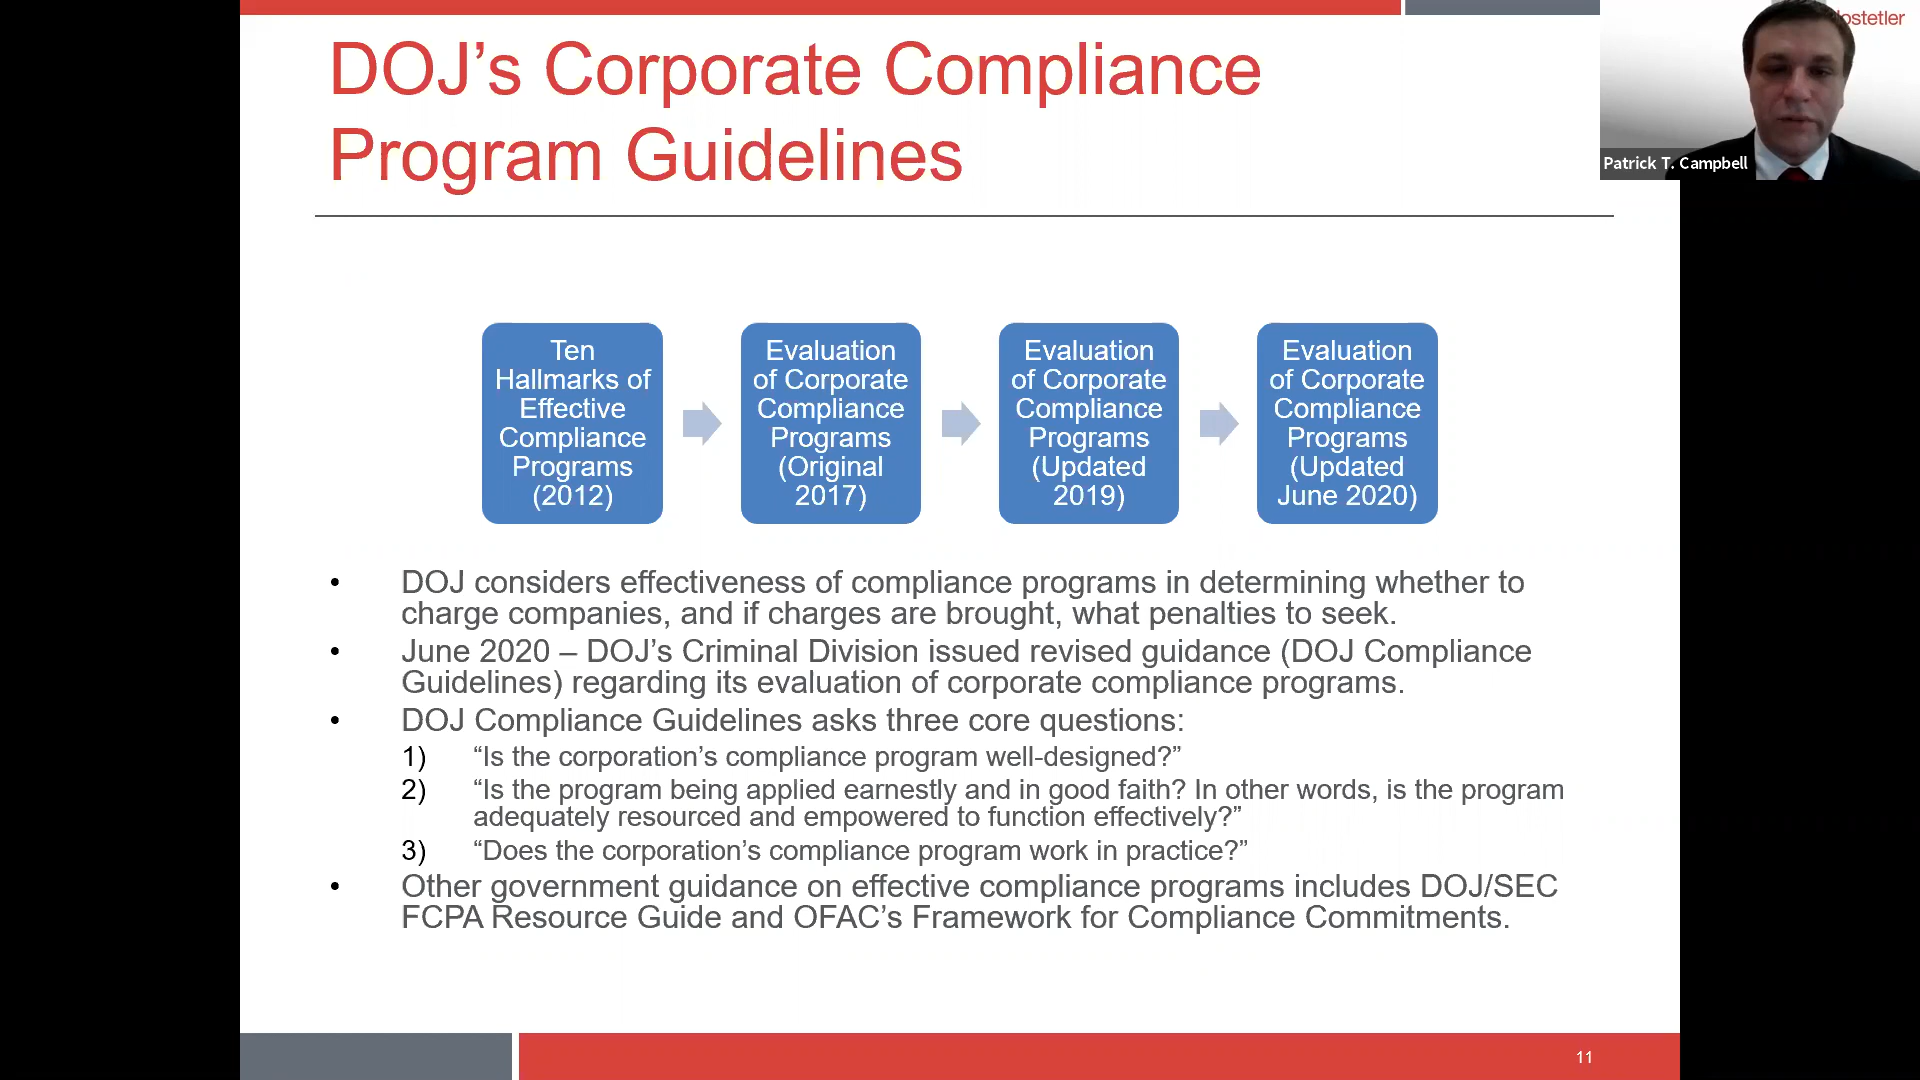 DOJ’s Corporate Compliance
Program Guidelines
ostetler
Patrick T. Campbell
Ten
Hallmarks of
Effective
Compliance
Programs
(2012)
Evaluation
of Corporate
Compliance
Programs
(Original
2017)
Evaluation
of Corporate
Compliance
Programs
(Updated
2019)
Evaluation
of Corporate
Compliance
Programs
(Updated
June 2020)
• DOJ considers effectiveness of compliance programs in determining whether to
charge companies, and if charges are brought, what penalties to seek.
• June 2020 – DOJ’s Criminal Division issued revised guidance (DOJ Compliance
Guidelines) regarding its evaluation of corporate compliance programs.
• DOJ Compliance Guidelines asks three core questions:
1) “Is the corporation’s compliance program well-designed?”
2) “Is the program being applied earnestly and in good faith? In other words, is the program
adequately resourced and empowered to function effectively?”
3) “Does the corporation’s compliance program work in practice?”
• Other government guidance on effective compliance programs includes DOJ/SEC
FCPA Resource Guide and OFAC’s Framework for Compliance Commitments.
11